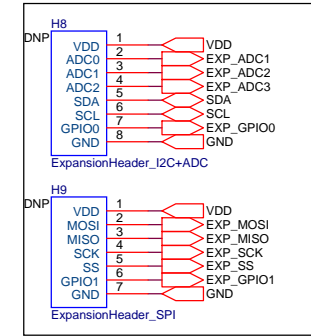 H8
DNP
VDD 1 VDD
ADC0 2 EXP_ADC1
ADC1 3 EXP_ADC2
ADC2 4 EXP_ADC3
SDA 5 SDA
SCL 6 SCL
GPIO0 7 EXP_GPIO0
GND 8 GND
ExpansionHeader_I2C+ADC
H9
DNP
VDD 1 VDD
MOSI 2 EXP_MOSI
MISO 3 EXP_MISO
SCK 4 EXP_SCK
SS 5 EXP_SS
GPIO1 6 EXP_GPIO1
GND 7 GND
ExpansionHeader_SPI